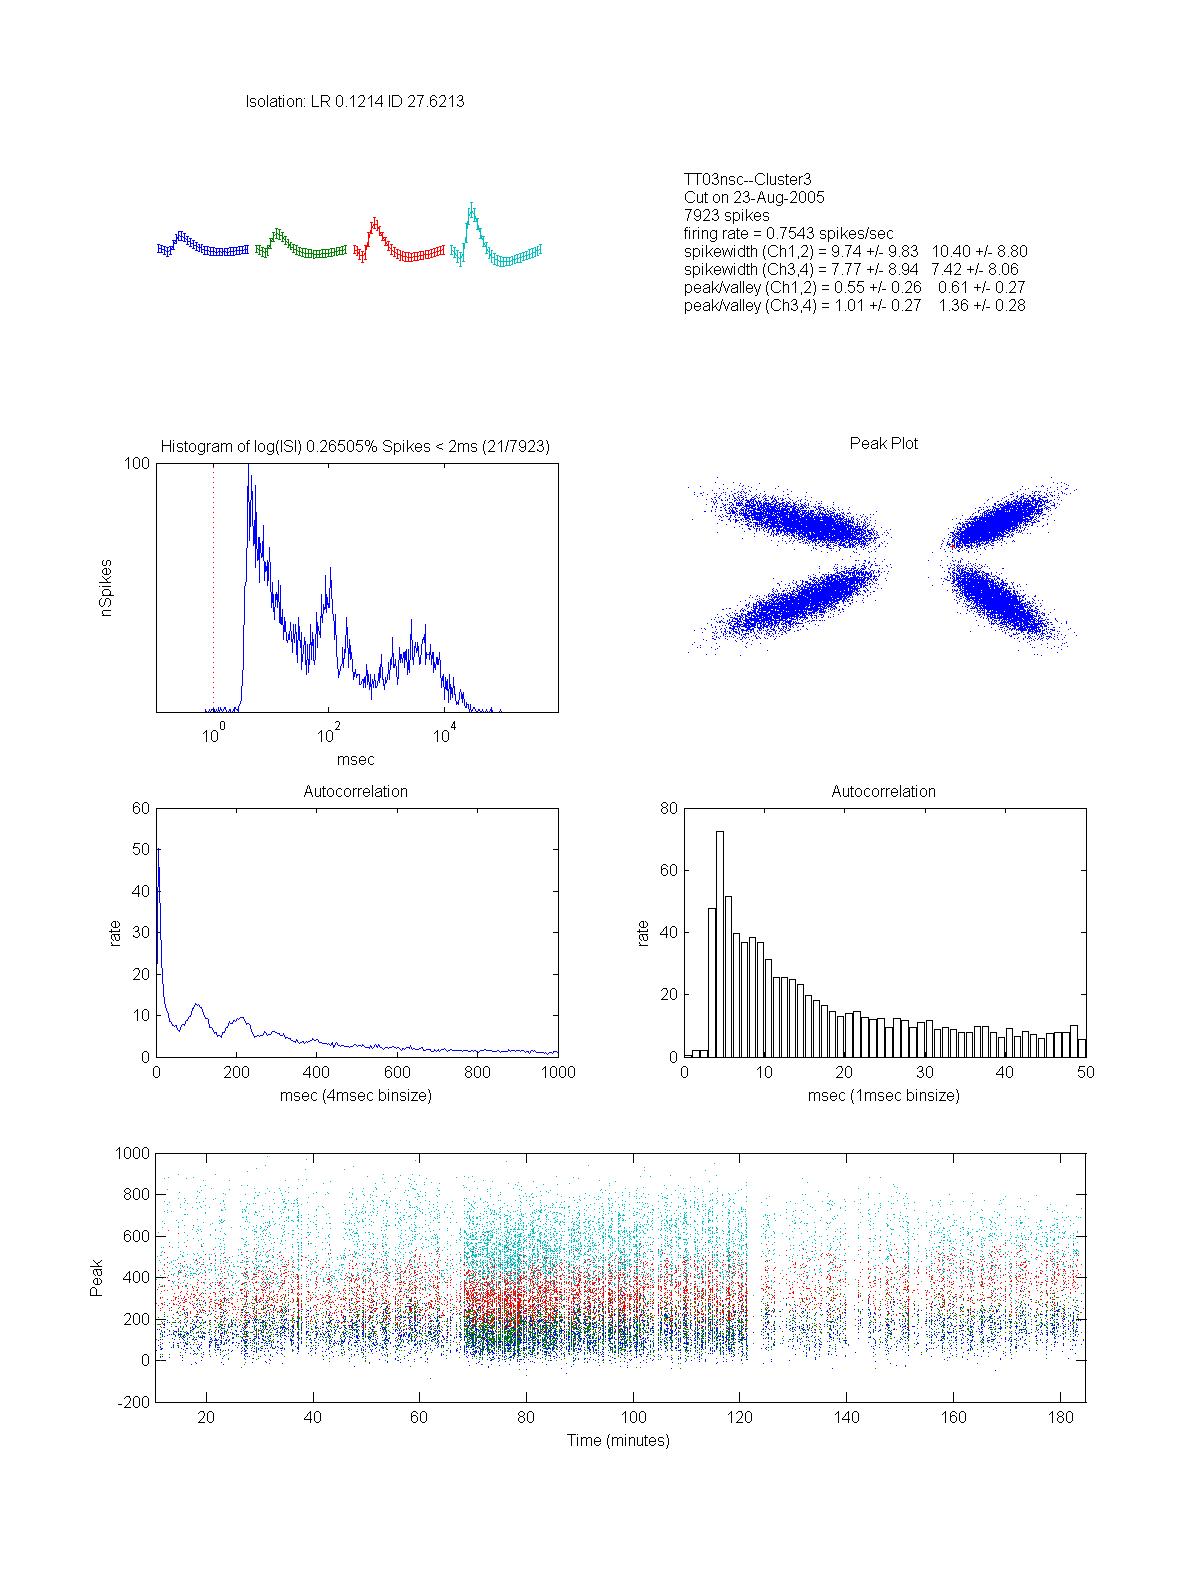 Isolation: LR 0.1214 ID 27.6213
TT03nsc--Cluster3
Cut on 23-Aug-2005
7923 spikes
firing rate = 0.7543 spikes/sec
spikewidth (Ch1,2) = 9.74 +/- 9.83 10.40 +/- 8.80
spikewidth (Ch3,4) = 7.77 +/- 8.94 7.42 +/- 8.06
peak/valley (Ch1,2) = 0.55 +/- 0.26 0.61 +/- 0.27
peak/valley (Ch3,4) = 1.01 +/- 0.27 1.36 +/- 0.28
Histogram of log(ISI) 0.26505% Spikes < 2ms (21/7923)
100
nSpikes
10^0 10^2 10^4
msec
Peak Plot
Autocorrelation
60
50
40
30
20
10
0
rate
0 200 400 600 800 1000
msec (4msec binsize)
Autocorrelation
80
60
40
20
0
rate
0 10 20 30 40 50
msec (1msec binsize)
1000
800
600
400
200
0
-200
Peak
20 40 60 80 100 120 140 160 180
Time (minutes)